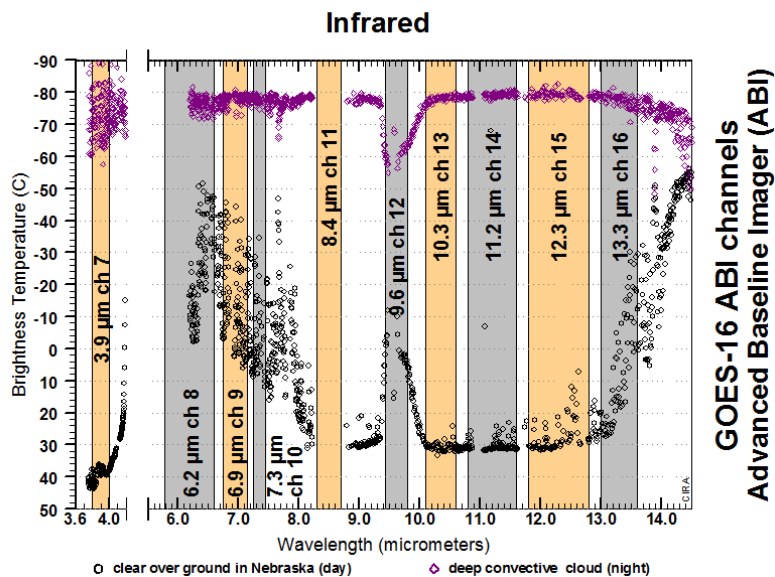 Infrared
-90
-80
-70
-60
-50
-40
-30
-20
-10
0
10
20
30
40
50
Brightness Temperature (C)
3.9 µm ch 7
6.2 µm ch 8
6.9 µm ch 9
7.3 µm
ch 10
8.4 µm ch 11
9.6 µm ch 12
10.3 µm ch 13
11.2 µm ch 14
12.3 µm ch 15
13.3 µm ch 16
CIRA
3.6 4.0 6.0 7.0 8.0 9.0 10.0 11.0 12.0 13.0 14.0
Wavelength (micrometers)
clear over ground in Nebraska (day) deep convective cloud (night)
GOES-16 ABI channels
Advanced Baseline Imager (ABI)